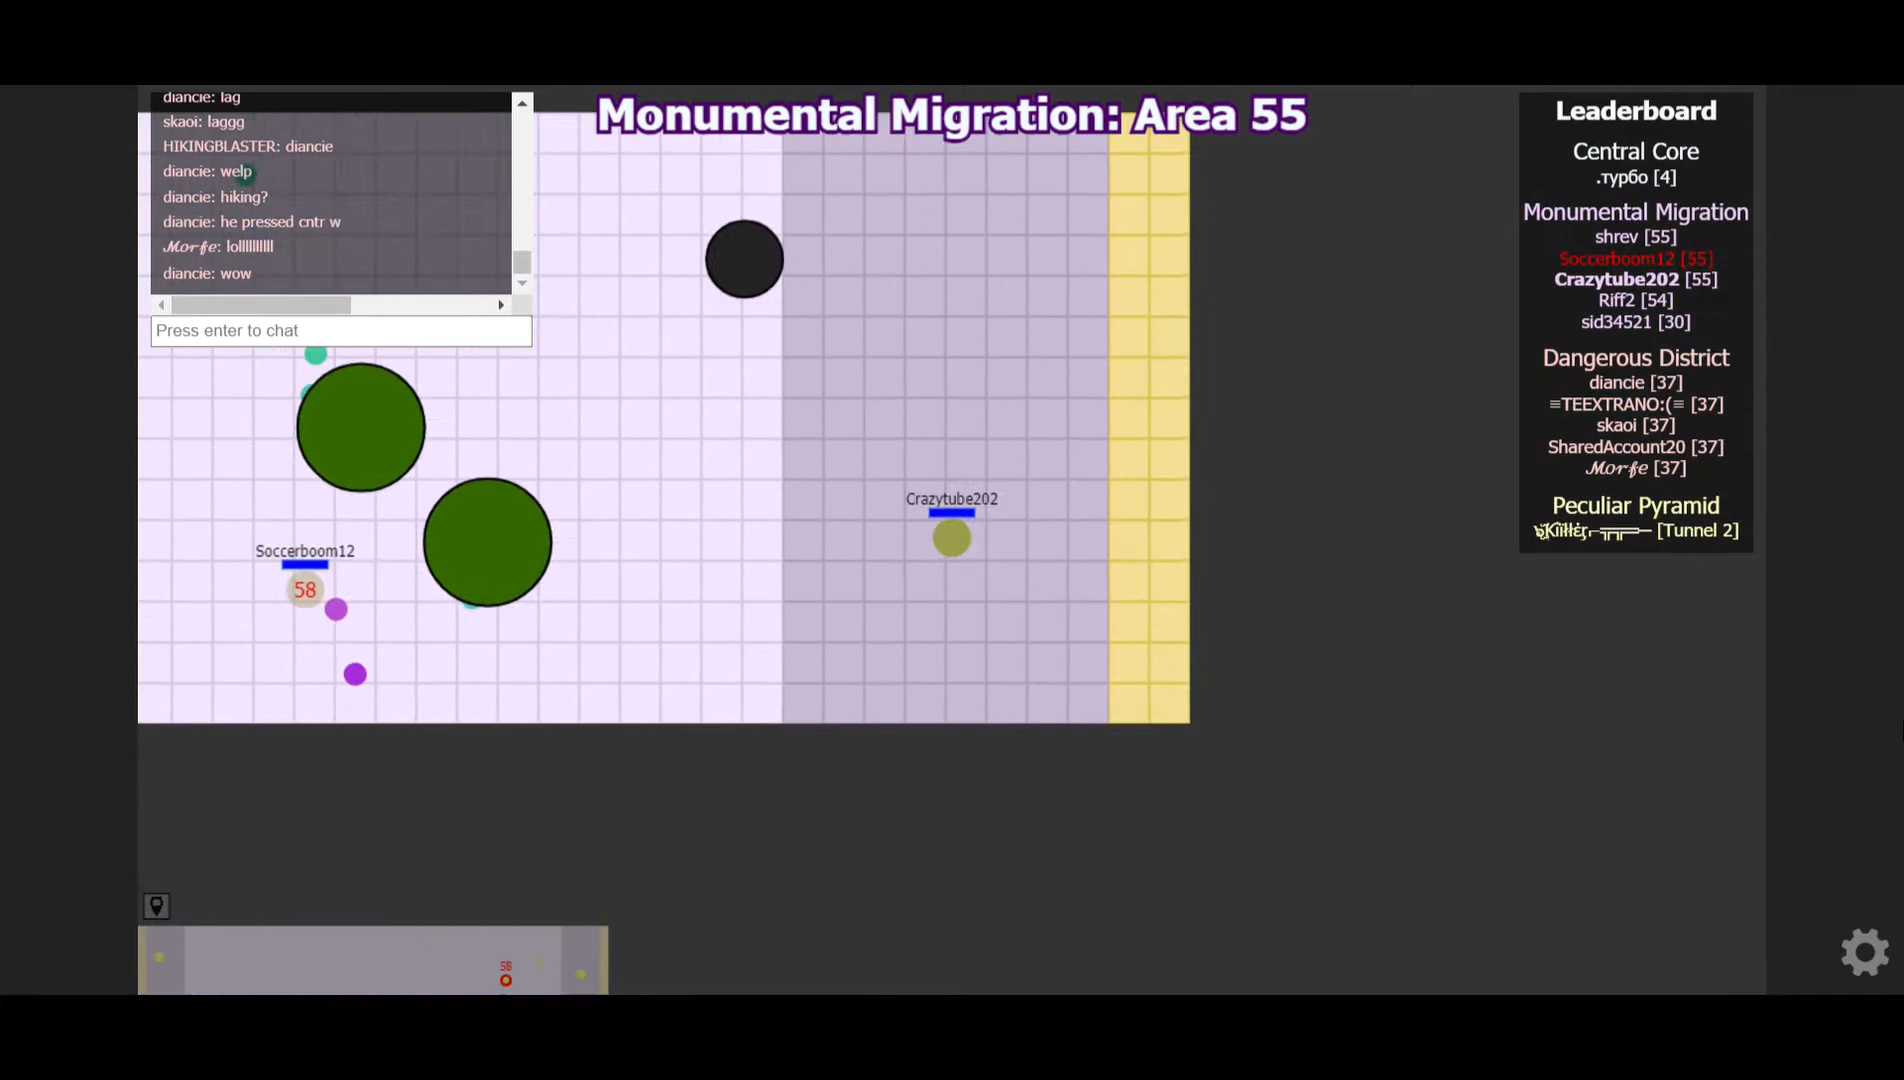 diancie: lag
skaoi: laggg
HIKINGBLASTER: diancie
diancie: welp
diancie: hiking?
diancie: he pressed cntr w
𝓜𝓸𝓻𝓯𝓮: lollllllllll
diancie: wow
Press enter to chat
Monumental Migration: Area 55
Leaderboard
Central Core
.турбо [4]
Monumental Migration
shrev [55]
Soccerboom12 [55]
Crazytube202 [55]
Riff2 [54]
sid34521 [30]
Dangerous District
diancie [37]
≡TEEXTRANO:(≡ [37]
skaoi [37]
SharedAccount20 [37]
𝓜𝓸𝓻𝓯𝓮 [37]
Peculiar Pyramid
[Tunnel 2]
Crazytube202
Soccerboom12
58
58